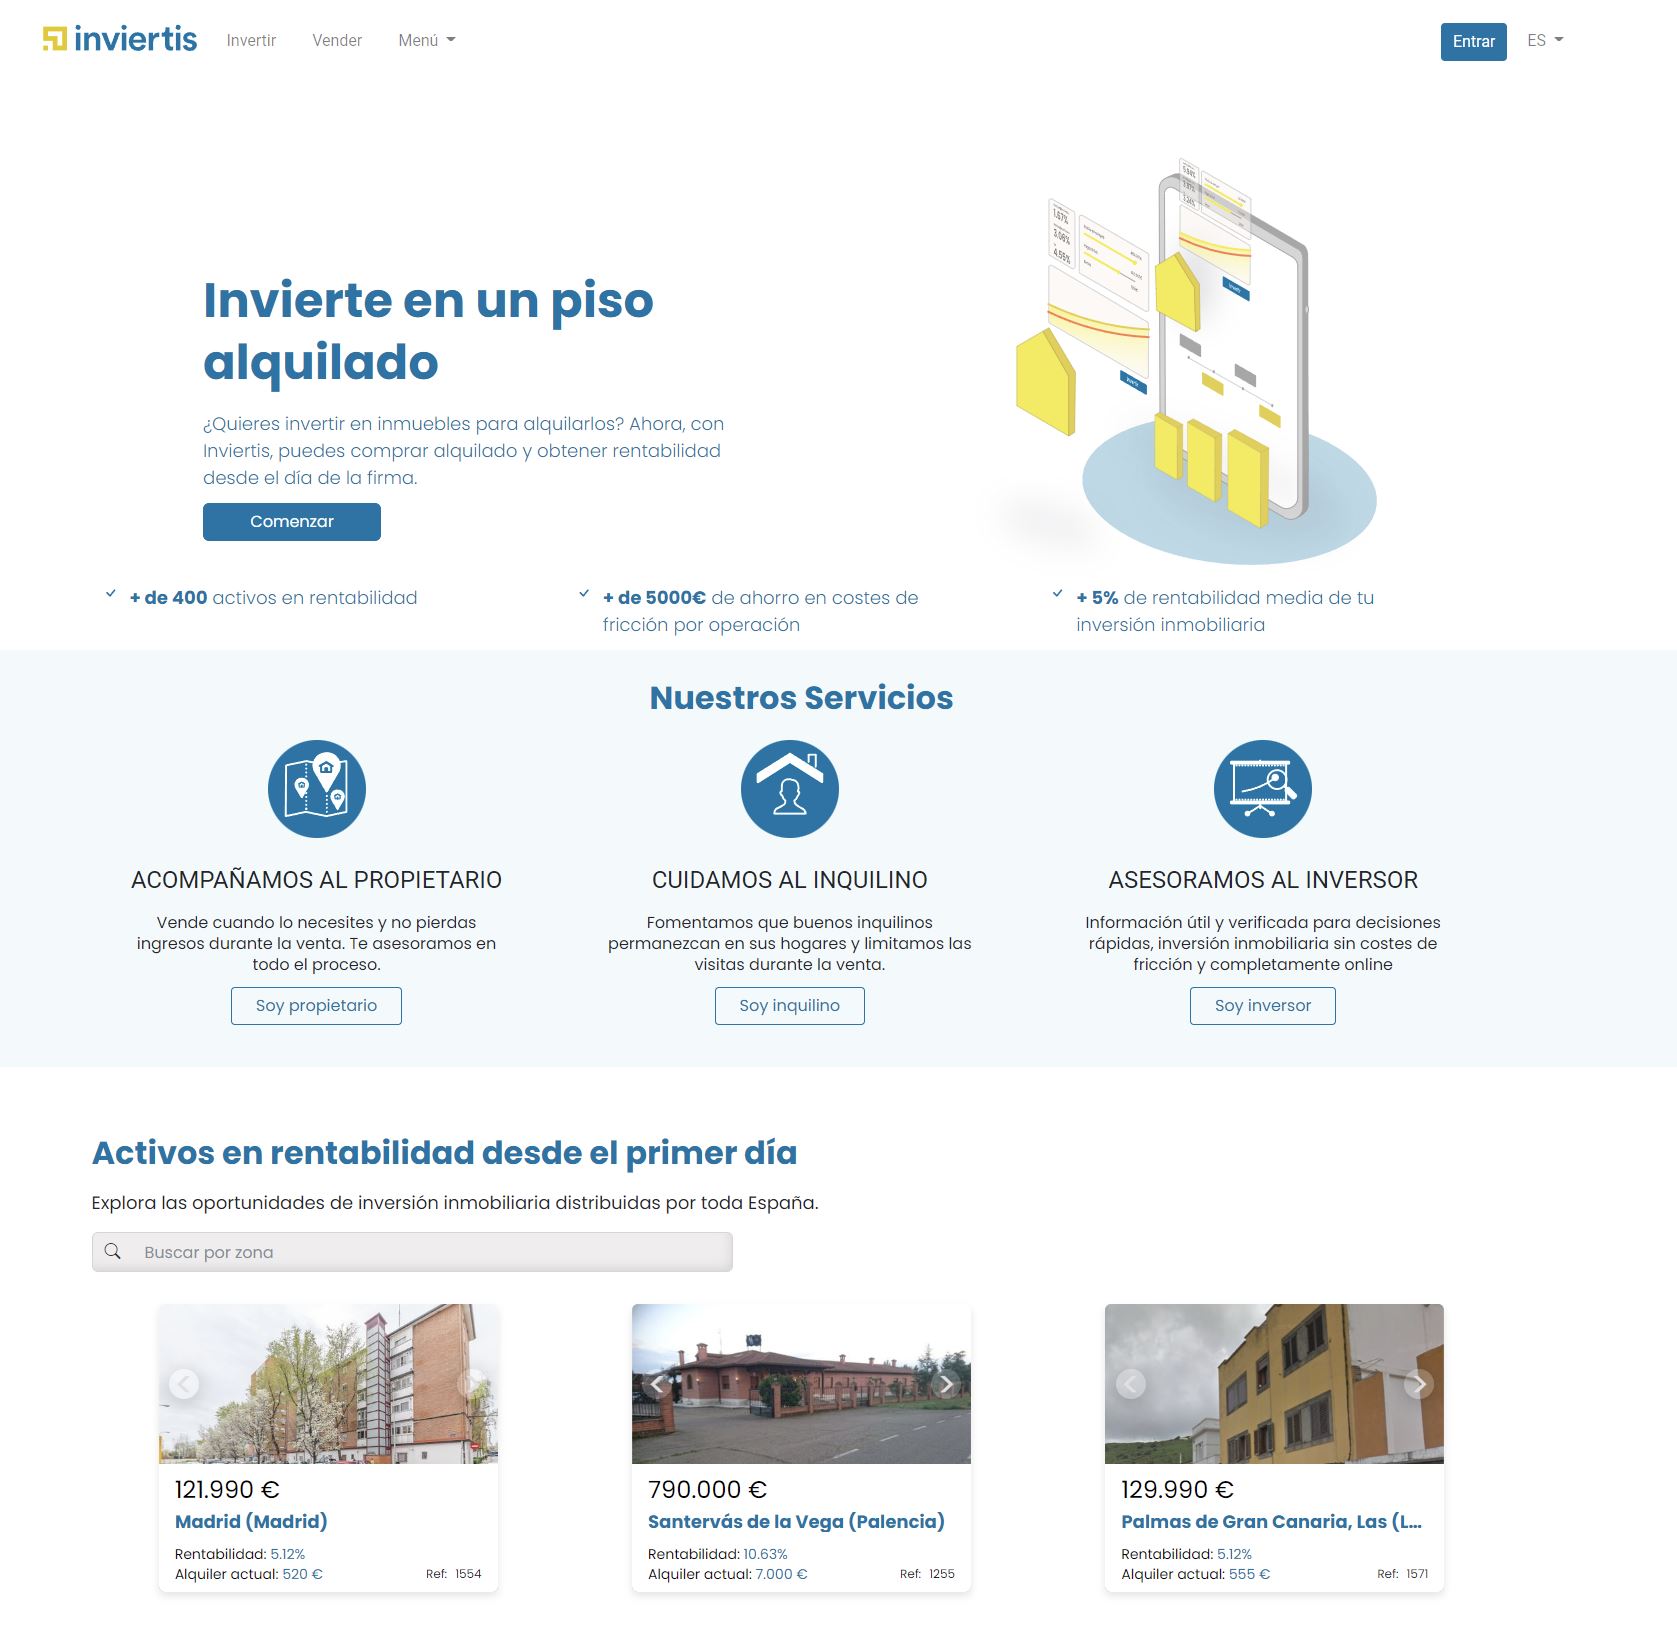 inviertis Invertir Vender Menú Entrar ES
1.67%
3.06%
4.55%
Invertir
Invierte en un piso
alquilado
¿Quieres invertir en inmuebles para alquilarlos? Ahora, con
Inviertis, puedes comprar alquilado y obtener rentabilidad
desde el día de la firma.
Comenzar
+ de 400 activos en rentabilidad
+ de 5000€ de ahorro en costes de
fricción por operación
+ 5% de rentabilidad media de tu
inversión inmobiliaria
Nuestros Servicios
ACOMPAÑAMOS AL PROPIETARIO
Vende cuando lo necesites y no pierdas
ingresos durante la venta. Te asesoramos en
todo el proceso.
Soy propietario
CUIDAMOS AL INQUILINO
Fomentamos que buenos inquilinos
permanezcan en sus hogares y limitamos las
visitas durante la venta.
Soy inquilino
ASESORAMOS AL INVERSOR
Información útil y verificada para decisiones
rápidas, inversión inmobiliaria sin costes de
fricción y completamente online
Soy inversor
Activos en rentabilidad desde el primer día
Explora las oportunidades de inversión inmobiliaria distribuidas por toda España.
Buscar por zona
121.990 €
Madrid (Madrid)
Rentabilidad: 5.12%
Alquiler actual: 520 € Ref: 1554
790.000 €
Santervás de la Vega (Palencia)
Rentabilidad: 10.63%
Alquiler actual: 7.000 € Ref: 1255
129.990 €
Palmas de Gran Canaria, Las (L...
Rentabilidad: 5.12%
Alquiler actual: 555 € Ref: 1571